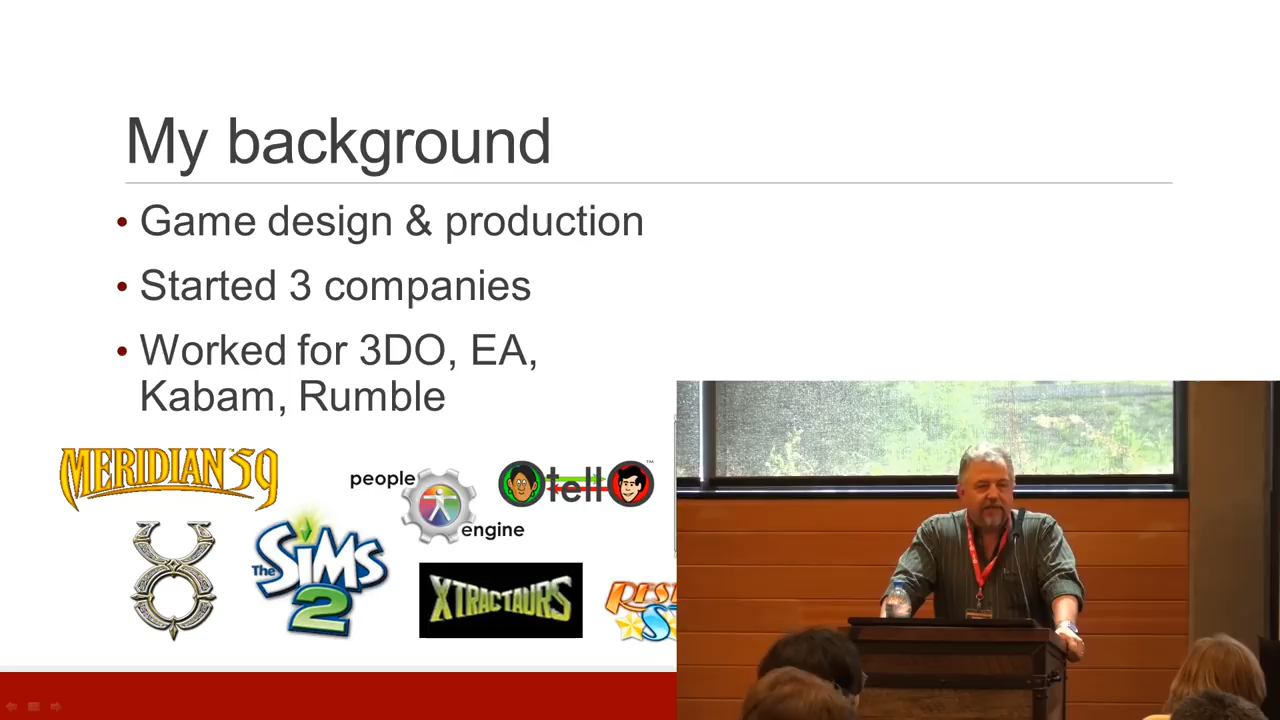 My background
• Game design & production
• Started 3 companies
• Worked for 3DO, EA,
Kabam, Rumble
MERIDIAN 59
people
engine
OtellO™
The SiMS
2
XTRACTAURS